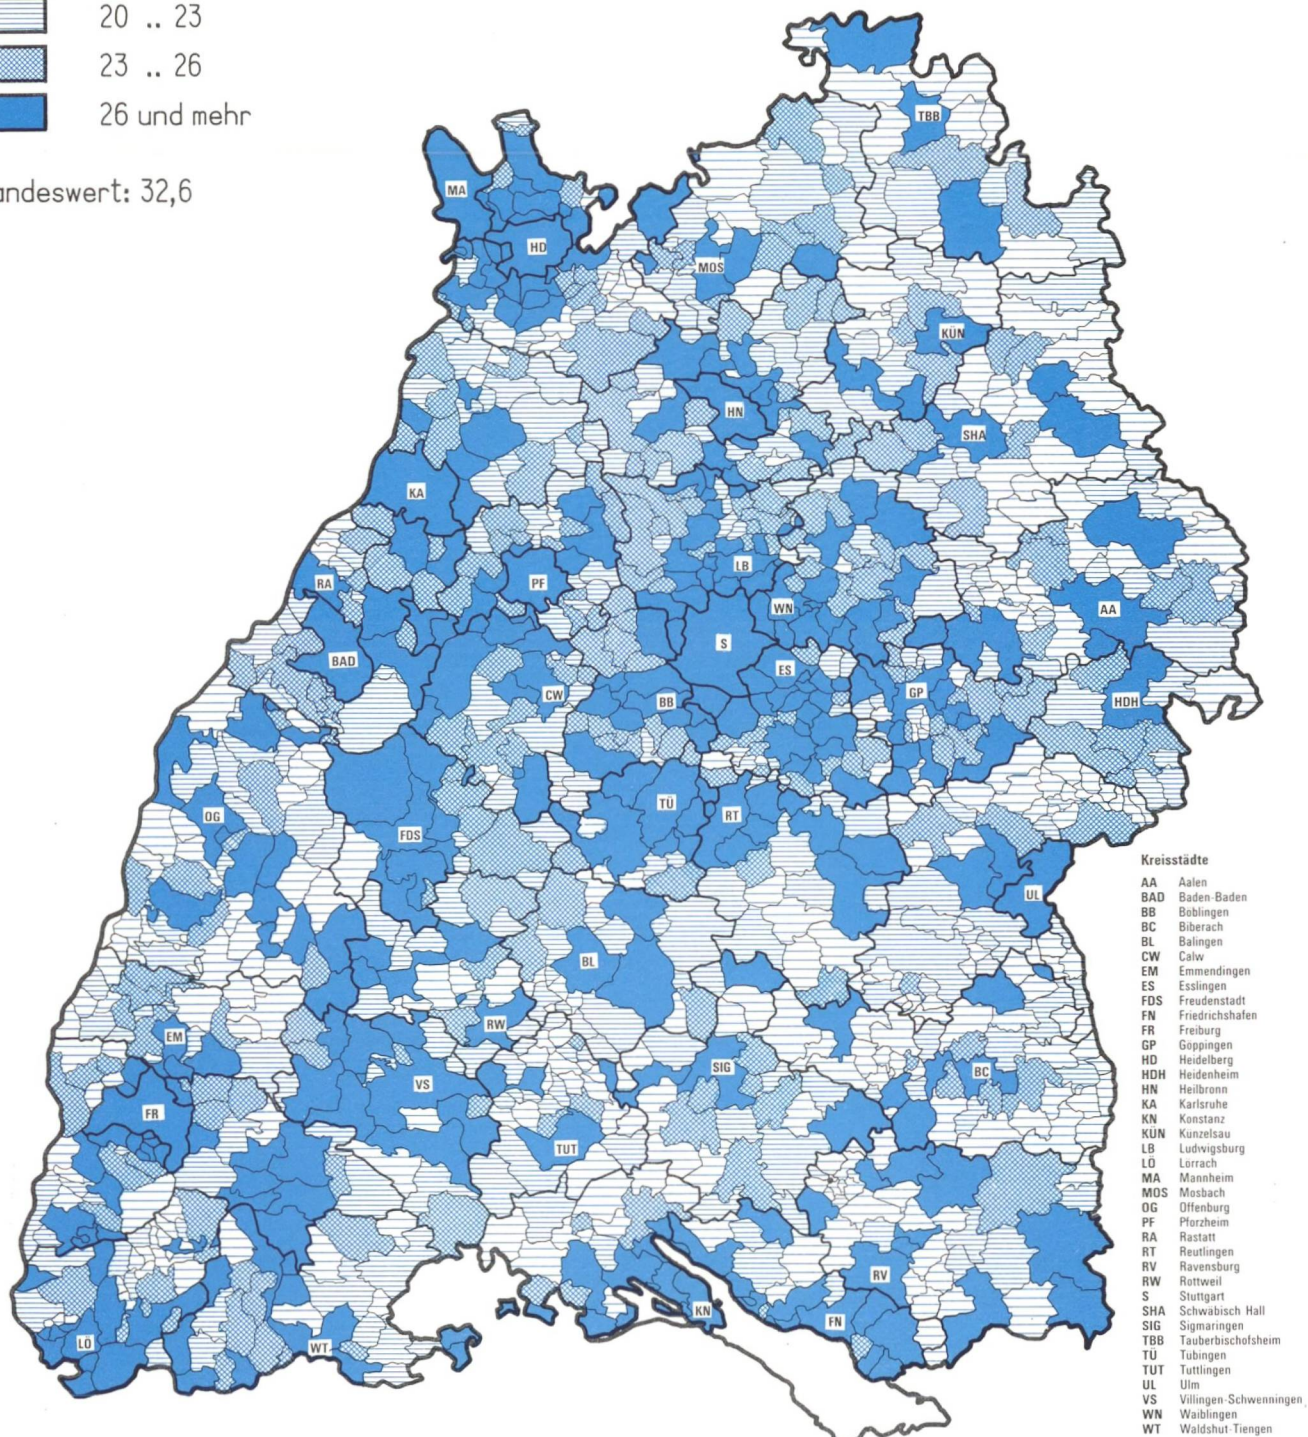 20 .. 23
23 .. 26
26 und mehr
andeswert: 32,6
TBB
MA
HD
MOS
KÜN
HN
SHA
KA
LB
RA
PF
WN
AA
S
BAD
ES
CW
BB
GP
HDH
TÜ
RT
OG
FDS
UL
BL
RW
EM
SIG
BC
VS
FR
TUT
RV
KN
FN
LÖ
WT
Kreisstädte
AA Aalen
BAD Baden-Baden
BB Böblingen
BC Biberach
BL Balingen
CW Calw
EM Emmendingen
ES Esslingen
FDS Freudenstadt
FN Friedrichshafen
FR Freiburg
GP Göppingen
HD Heidelberg
HDH Heidenheim
HN Heilbronn
KA Karlsruhe
KN Konstanz
KÜN Künzelsau
LB Ludwigsburg
LÖ Lörrach
MA Mannheim
MOS Mosbach
OG Offenburg
PF Pforzheim
RA Rastatt
RT Reutlingen
RV Ravensburg
RW Rottweil
S Stuttgart
SHA Schwäbisch Hall
SIG Sigmaringen
TBB Tauberbischofsheim
TÜ Tübingen
TUT Tuttlingen
UL Ulm
VS Villingen-Schwenningen
WN Waiblingen
WT Waldshut-Tiengen